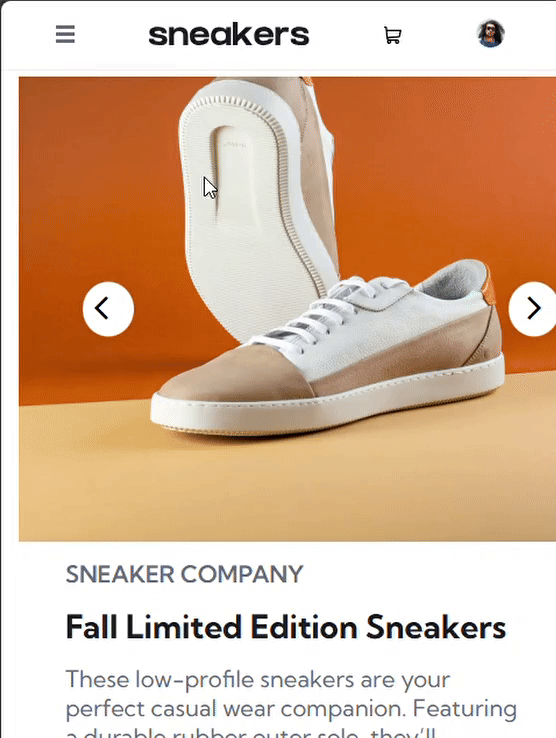 sneakers
SNEAKER COMPANY
Fall Limited Edition Sneakers
These low-profile sneakers are your
perfect casual wear companion. Featuring
a durable rubber outer sole, they'll